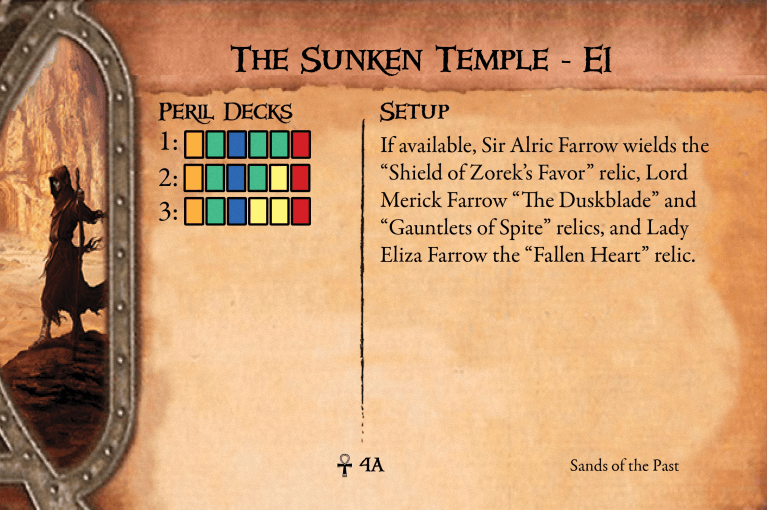 The Sunken Temple - E1
Peril Decks
1:
2:
3:
Setup
If available, Sir Alric Farrow wields the
“Shield of Zorek’s Favor” relic, Lord
Merick Farrow “The Duskblade” and
“Gauntlets of Spite” relics, and Lady
Eliza Farrow the “Fallen Heart” relic.
4A
Sands of the Past